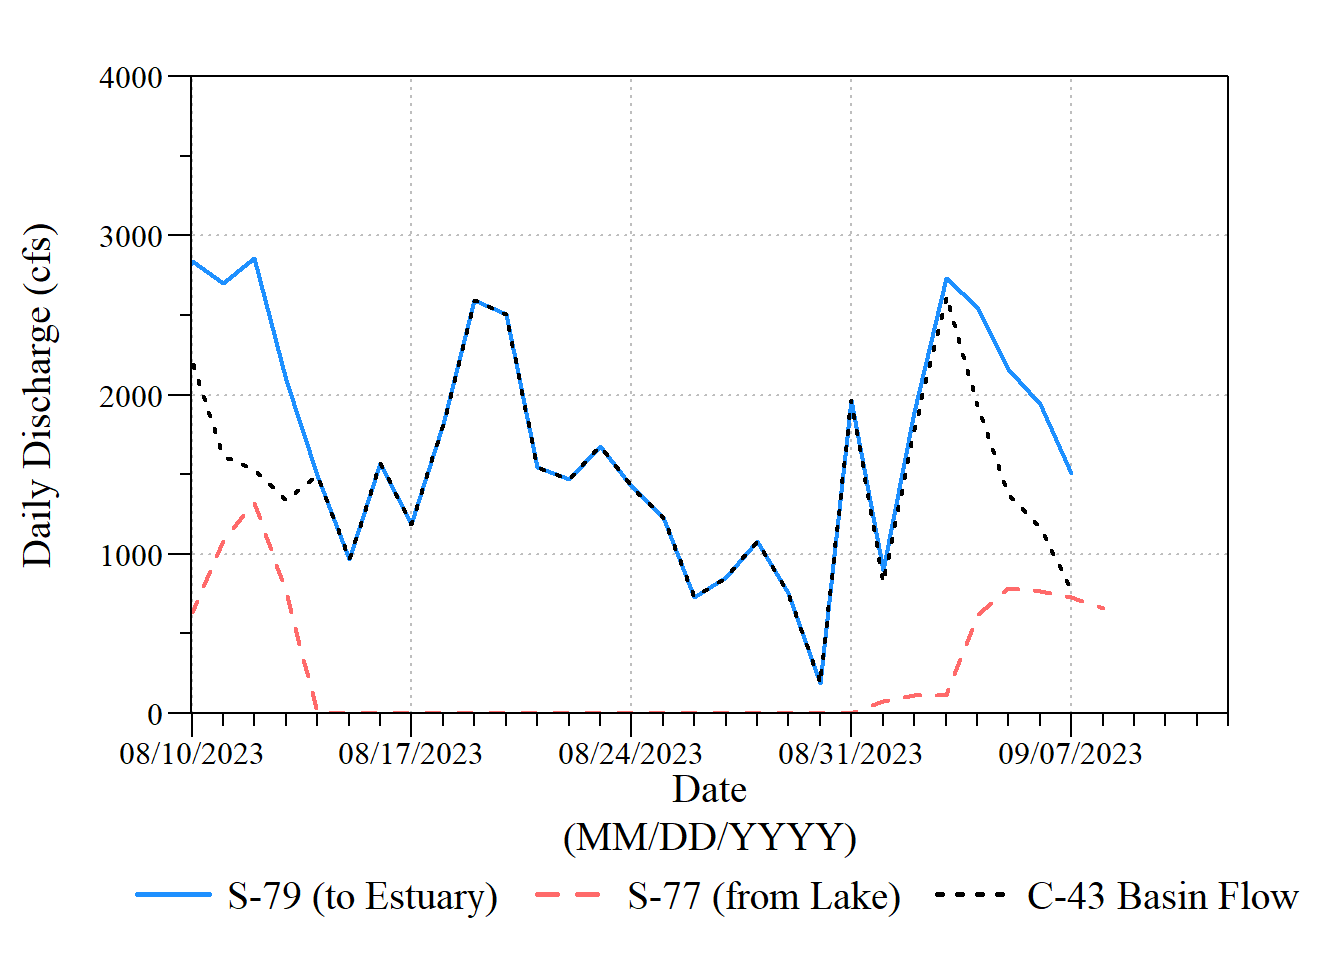 4000
3000
2000
1000
0
Daily Discharge (cfs)
08/10/2023 08/17/2023 08/24/2023 08/31/2023 09/07/2023
Date
(MM/DD/YYYY)
S-79 (to Estuary) S-77 (from Lake) C-43 Basin Flow